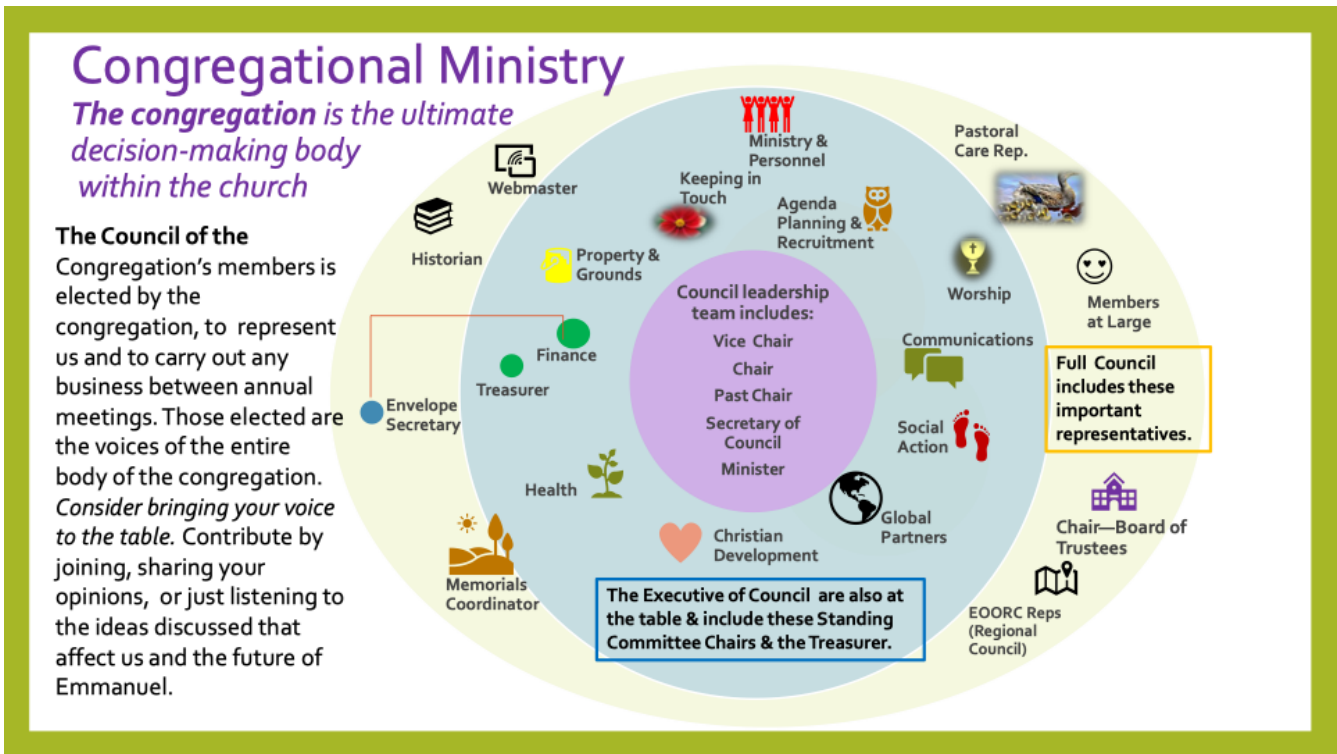 Congregational Ministry
The congregation is the ultimate
decision-making body
within the church
The Council of the
Congregation's members is
elected by the
congregation, to represent
us and to carry out any
business between annual
meetings. Those elected are
the voices of the entire
body of the congregation.
Consider bringing your voice
to the table. Contribute by
joining, sharing your
opinions, or just listening to
the ideas discussed that
affect us and the future of
Emmanuel.
Webmaster
Historian
Envelope
Secretary
Memorials
Coordinator
Ministry &
Personnel
Keeping in
Touch
Agenda
Planning &
Recruitment
Property &
Grounds
Finance
Treasurer
Health
Christian
Development
Global
Partners
Social
Action
Communications
Worship
Council leadership
team includes:
Vice Chair
Chair
Past Chair
Secretary of
Council
Minister
The Executive of Council are also at
the table & include these Standing
Committee Chairs & the Treasurer.
Pastoral
Care Rep.
Members
at Large
Full Council
includes these
important
representatives.
Chair—Board of
Trustees
EOORC Reps
(Regional
Council)